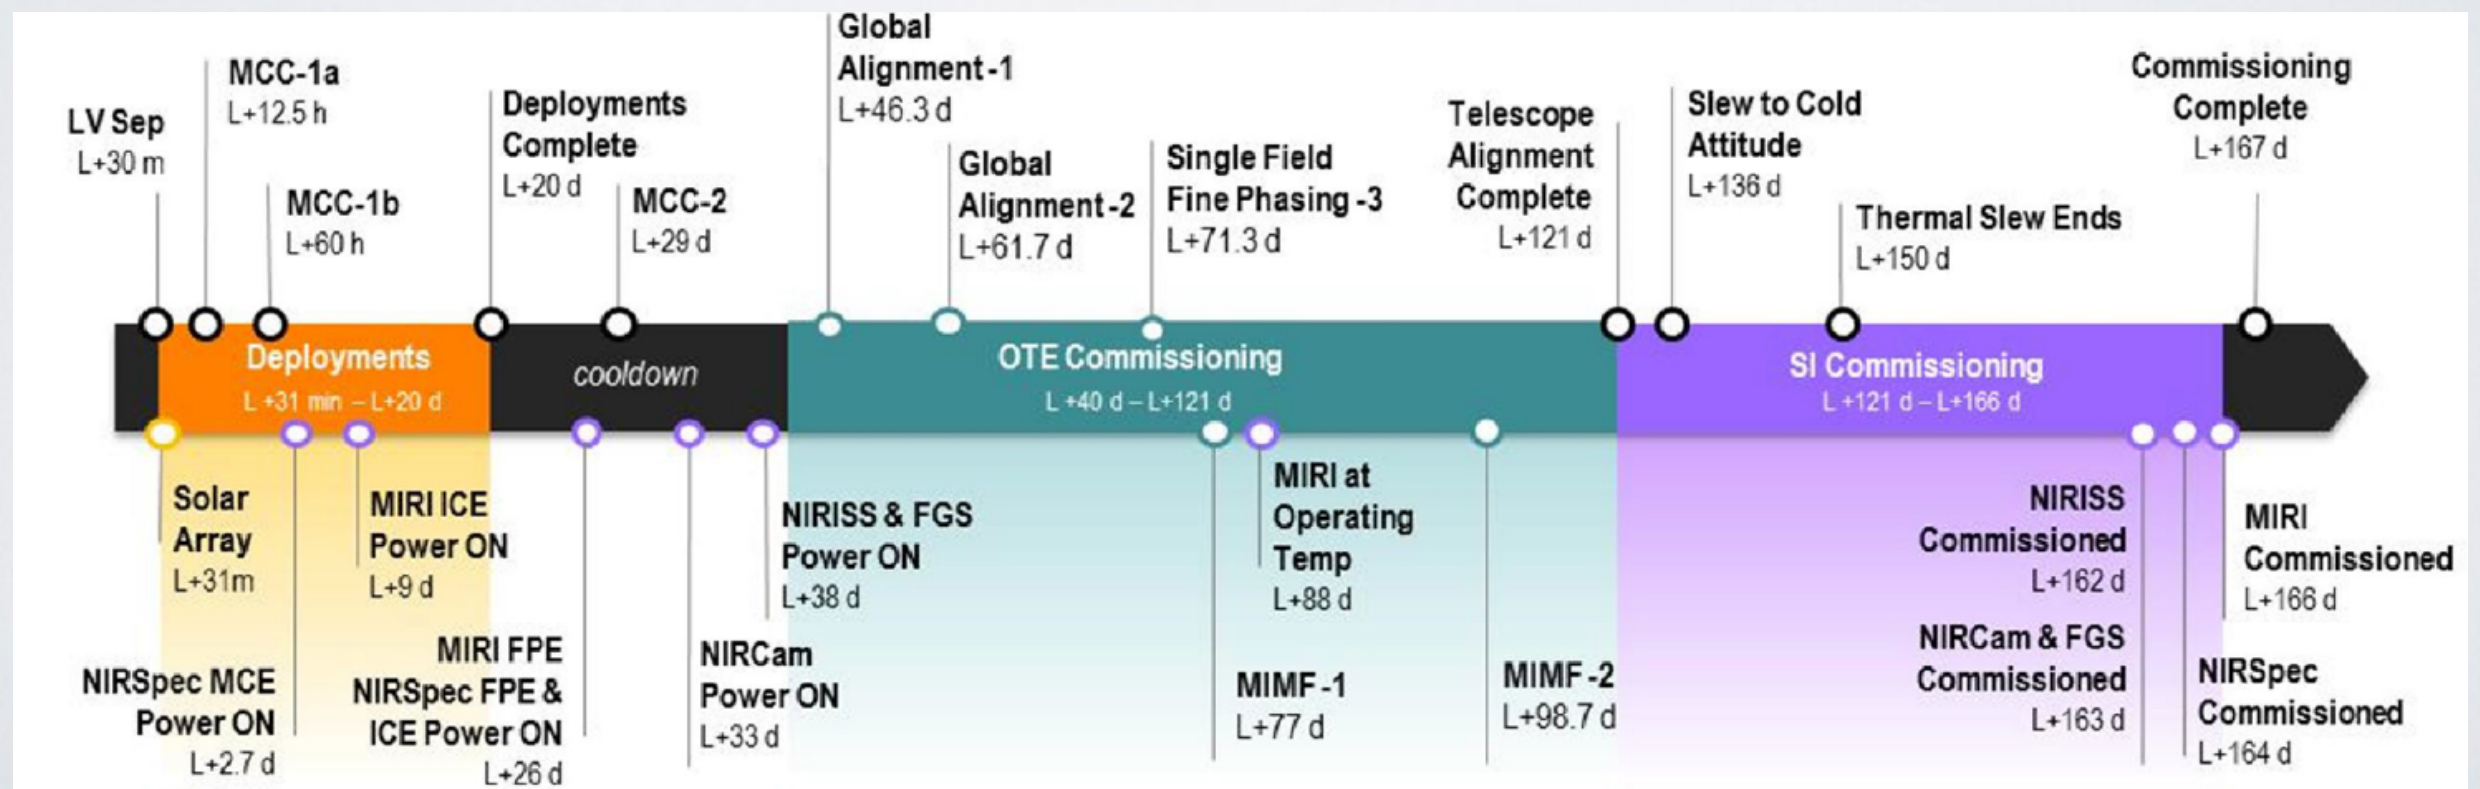 LV Sep
L+30 m
MCC-1a
L+12.5 h
MCC-1b
L+60 h
Deployments
Complete
L+20 d
MCC-2
L+29 d
Global
Alignment-1
L+46.3 d
Global
Alignment-2
L+61.7 d
Single Field
Fine Phasing -3
L+71.3 d
Telescope
Alignment
Complete
L+121 d
Slew to Cold
Attitude
L+136 d
Thermal Slew Ends
L+150 d
Commissioning
Complete
L+167 d
Deployments
L +31 min – L+20 d
cooldown
OTE Commissioning
L +40 d – L+121 d
SI Commissioning
L +121 d – L+166 d
Solar
Array
L+31m
NIRSpec MCE
Power ON
L+2.7 d
MIRI ICE
Power ON
L+9 d
MIRI FPE
NIRSpec FPE &
ICE Power ON
L+26 d
NIRCam
Power ON
L+33 d
NIRISS & FGS
Power ON
L+38 d
MIMF-1
L+77 d
MIRI at
Operating
Temp
L+88 d
MIMF-2
L+98.7 d
NIRISS
Commissioned
L+162 d
NIRCam & FGS
Commissioned
L+163 d
NIRSpec
Commissioned
L+164 d
MIRI
Commissioned
L+166 d